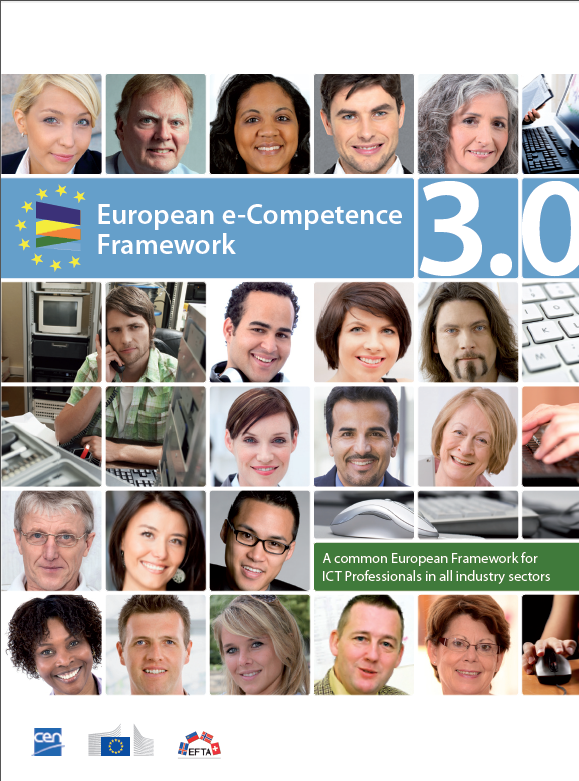 European e-Competence
Framework
3.0
A common European Framework for
ICT Professionals in all industry sectors
cen
EFTA